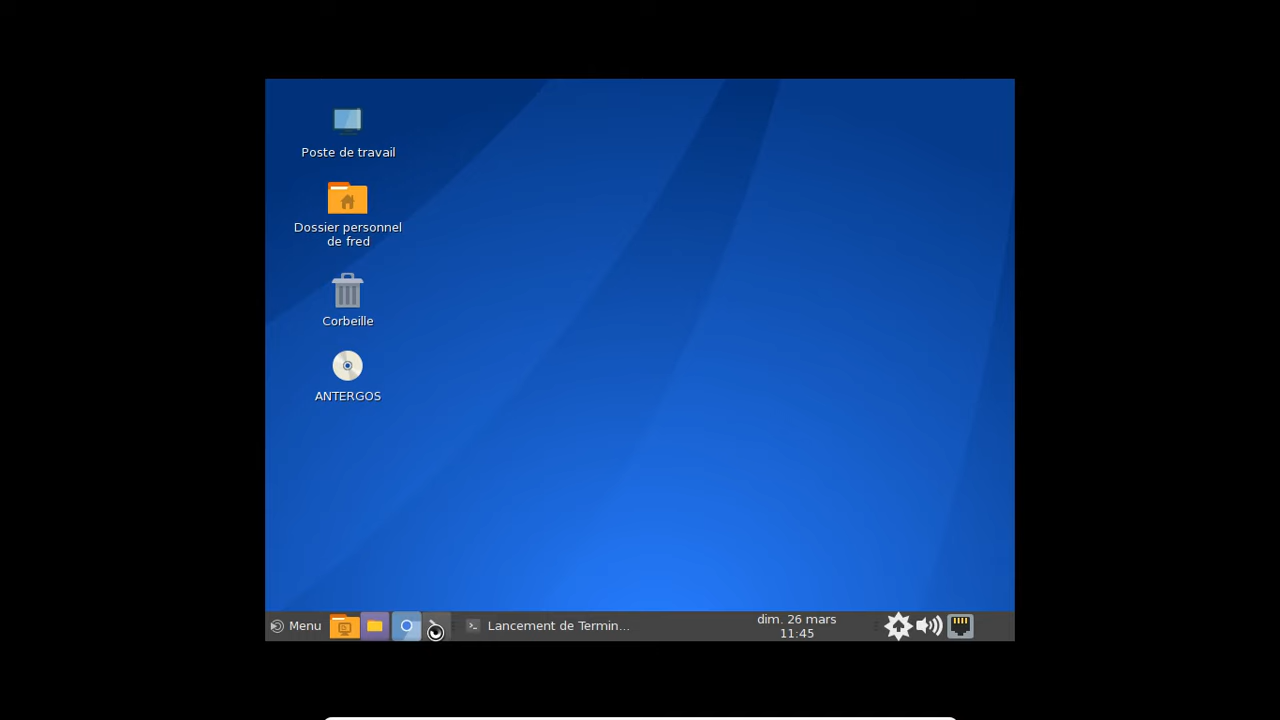 Poste de travail
Dossier personnel
de fred
Corbeille
ANTERGOS
Menu
Lancement de Termin...
dim. 26 mars
11:45